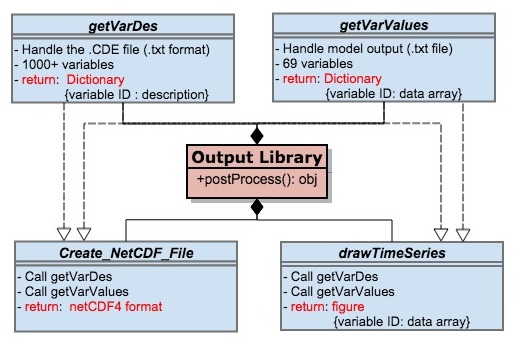 getVarDes
- Handle the .CDE file (.txt format)
- 1000+ variables
- return: Dictionary
{variable ID : description}
getVarValues
- Handle model output (.txt file)
- 69 variables
- return: Dictionary
{variable ID: data array}
Output Library
+postProcess(): obj
Create_NetCDF_File
- Call getVarDes
- Call getVarValues
- return: netCDF4 format
drawTimeSeries
- Call getVarDes
- Call getVarValues
- return: figure
{variable ID: data array}